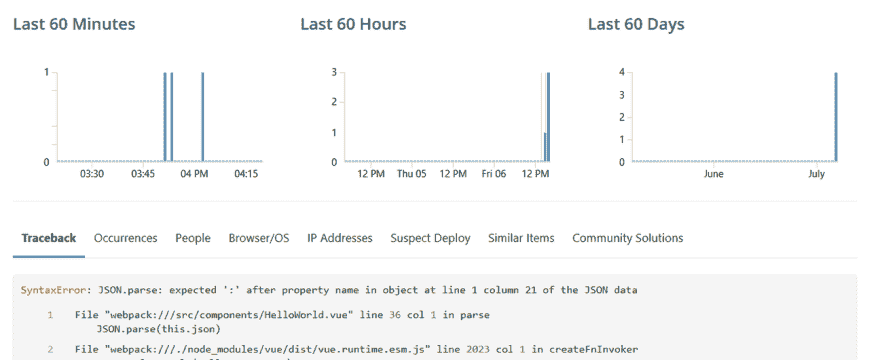 Last 60 Minutes Last 60 Hours Last 60 Days
1
0
03:30 03:45 04 PM 04:15
3
2
1
0
12 PM Thu 05 12 PM Fri 06 12 PM
4
3
2
1
0
June July
Traceback Occurrences People Browser/OS IP Addresses Suspect Deploy Similar Items Community Solutions
SyntaxError: JSON.parse: expected ':' after property name in object at line 1 column 21 of the JSON data
1 File "webpack:///src/components/HelloWorld.vue" line 36 col 1 in parse
JSON.parse(this.json)
2 File "webpack:///./node_modules/vue/dist/vue.runtime.esm.js" line 2023 col 1 in createFnInvoker